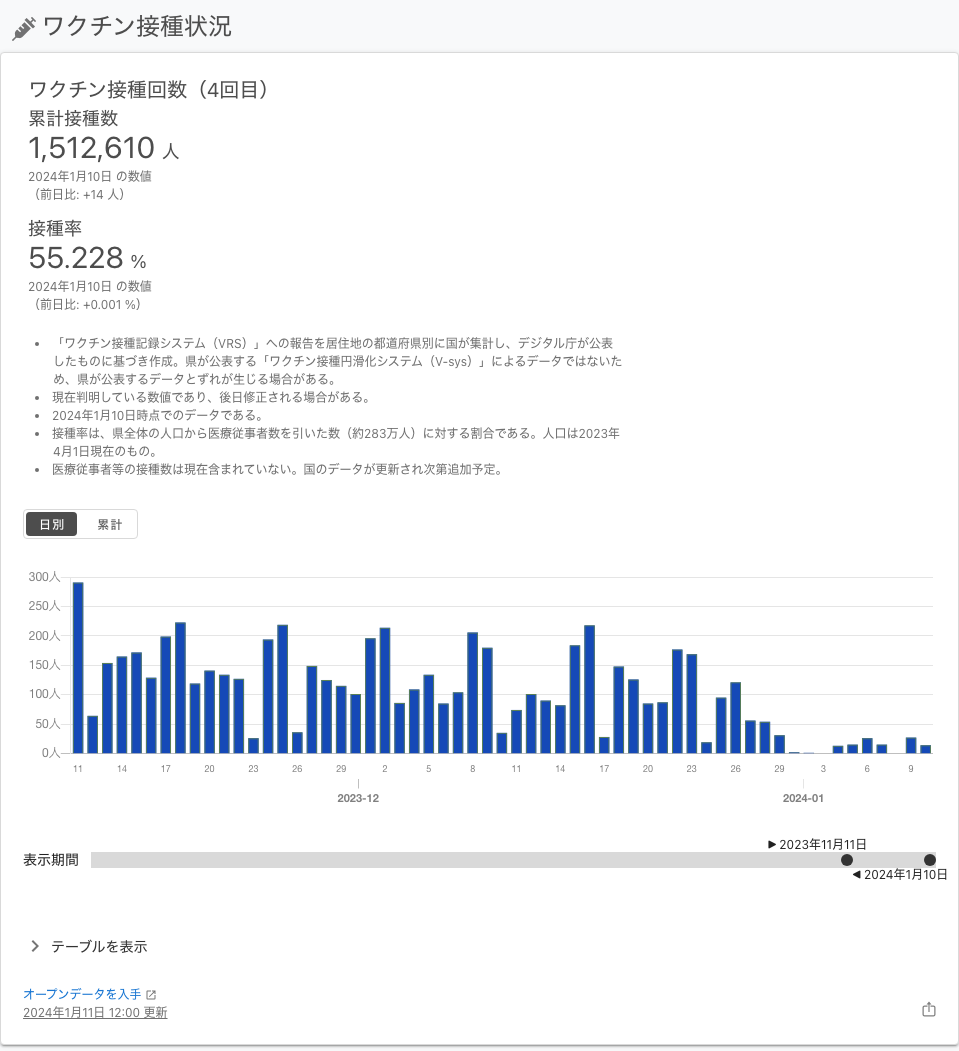 ワクチン接種状況
ワクチン接種回数（4回目）
累計接種数
1,512,610 人
2024年1月10日 の数値
（前日比: +14 人）
接種率
55.228 %
2024年1月10日 の数値
（前日比: +0.001 %）
・「ワクチン接種記録システム（VRS）」への報告を居住地の都道府県別に国が集計し、デジタル庁が公表
したものに基づき作成。県が公表する「ワクチン接種円滑化システム（V-sys）」によるデータではないた
め、県が公表するデータとずれが生じる場合がある。
・現在判明している数値であり、後日修正される場合がある。
・2024年1月10日時点でのデータである。
・接種率は、県全体の人口から医療従事者数を引いた数（約283万人）に対する割合である。人口は2023年
4月1日現在のもの。
・医療従事者等の接種数は現在含まれていない。国のデータが更新され次第追加予定。
日別 累計
300人
250人
200人
150人
100人
50人
0人
11 14 17 20 23 26 29 2 5 8 11 14 17 20 23 26 29 3 6 9
2023-12 2024-01
▶ 2023年11月11日
表示期間
◀ 2024年1月10日
テーブルを表示
オープンデータを入手
2024年1月11日 12:00 更新